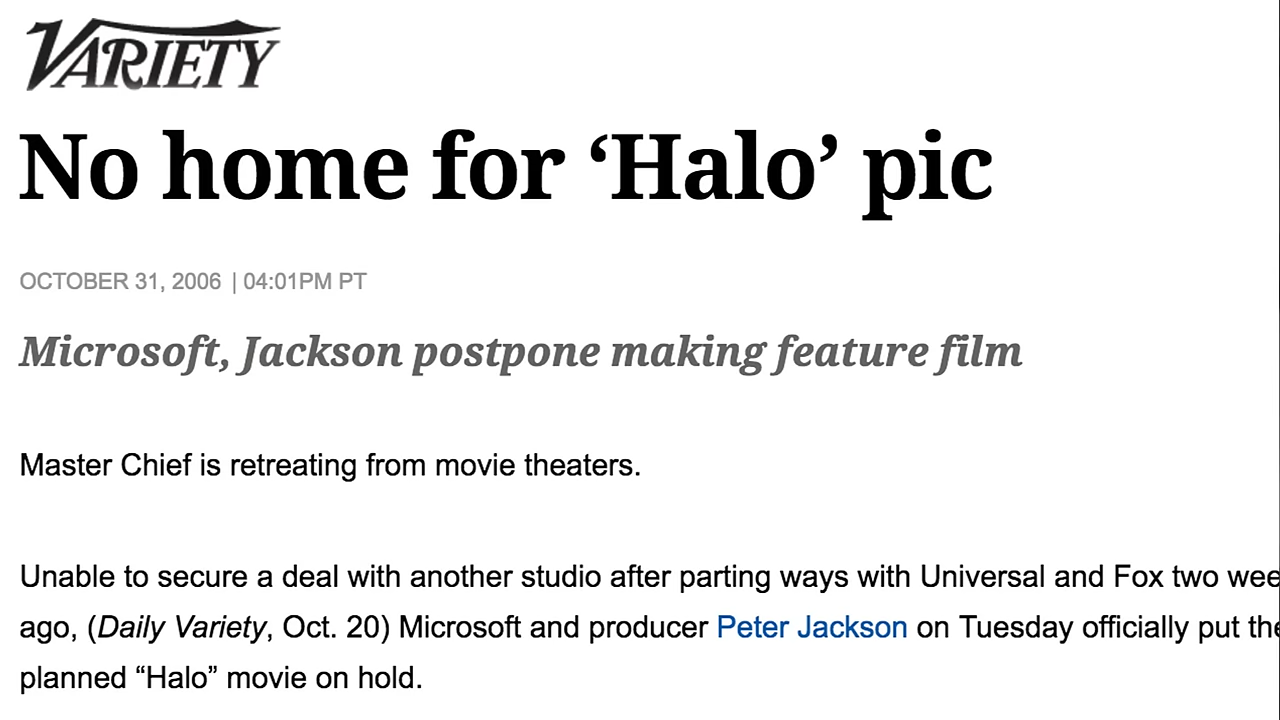 VARIETY
No home for ‘Halo’ pic
OCTOBER 31, 2006 | 04:01PM PT
Microsoft, Jackson postpone making feature film
Master Chief is retreating from movie theaters.
Unable to secure a deal with another studio after parting ways with Universal and Fox two
ago, (Daily Variety, Oct. 20) Microsoft and producer Peter Jackson on Tuesday officially put the
planned “Halo” movie on hold.